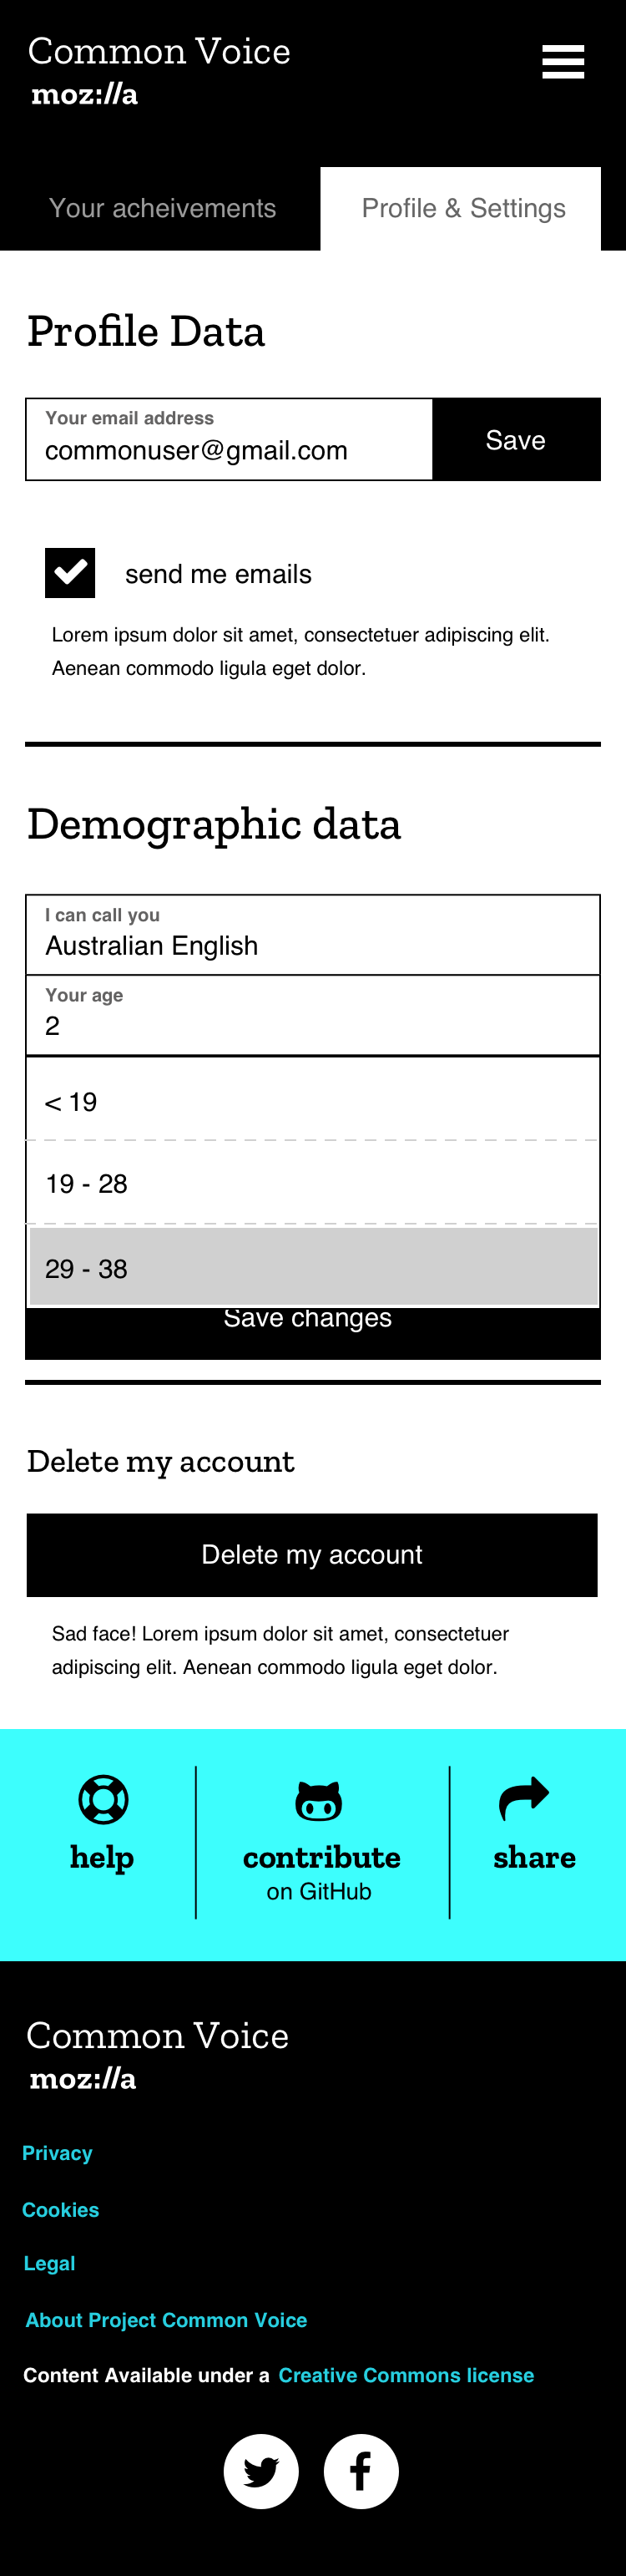 Common Voice
moz://a
Your acheivements
Profile & Settings
Profile Data
Your email address
commonuser@gmail.com
Save
send me emails
Lorem ipsum dolor sit amet, consectetuer adipiscing elit.
Aenean commodo ligula eget dolor.
Demographic data
I can call you
Australian English
Your age
2
< 19
19 - 28
29 - 38
Save changes
Delete my account
Delete my account
Sad face! Lorem ipsum dolor sit amet, consectetuer
adipiscing elit. Aenean commodo ligula eget dolor.
help
contribute
on GitHub
share
Common Voice
moz://a
Privacy
Cookies
Legal
About Project Common Voice
Content Available under a Creative Commons license